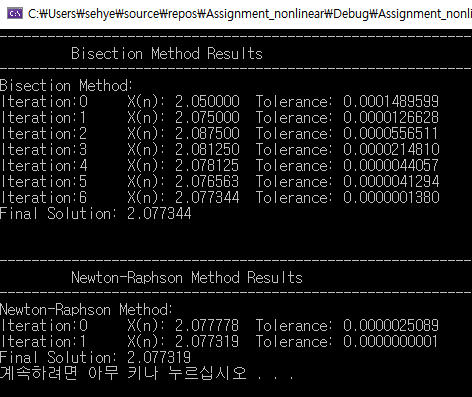 C:₩Users₩sehye₩source₩repos₩Assignment_nonlinear₩Debug₩Assignment_nonli
--------------------------------------------------
Bisection Method Results
--------------------------------------------------
Bisection Method:
Iteration:0 X(n): 2.050000 Tolerance: 0.0001489599
Iteration:1 X(n): 2.075000 Tolerance: 0.0000126628
Iteration:2 X(n): 2.087500 Tolerance: 0.0000556511
Iteration:3 X(n): 2.081250 Tolerance: 0.0000214810
Iteration:4 X(n): 2.078125 Tolerance: 0.0000044057
Iteration:5 X(n): 2.076563 Tolerance: 0.0000041294
Iteration:6 X(n): 2.077344 Tolerance: 0.0000001380
Final Solution: 2.077344
--------------------------------------------------
Newton-Raphson Method Results
--------------------------------------------------
Newton-Raphson Method:
Iteration:0 X(n): 2.077778 Tolerance: 0.0000025089
Iteration:1 X(n): 2.077319 Tolerance: 0.0000000001
Final Solution: 2.077319
계속하려면 아무 키나 누르십시오 . . .